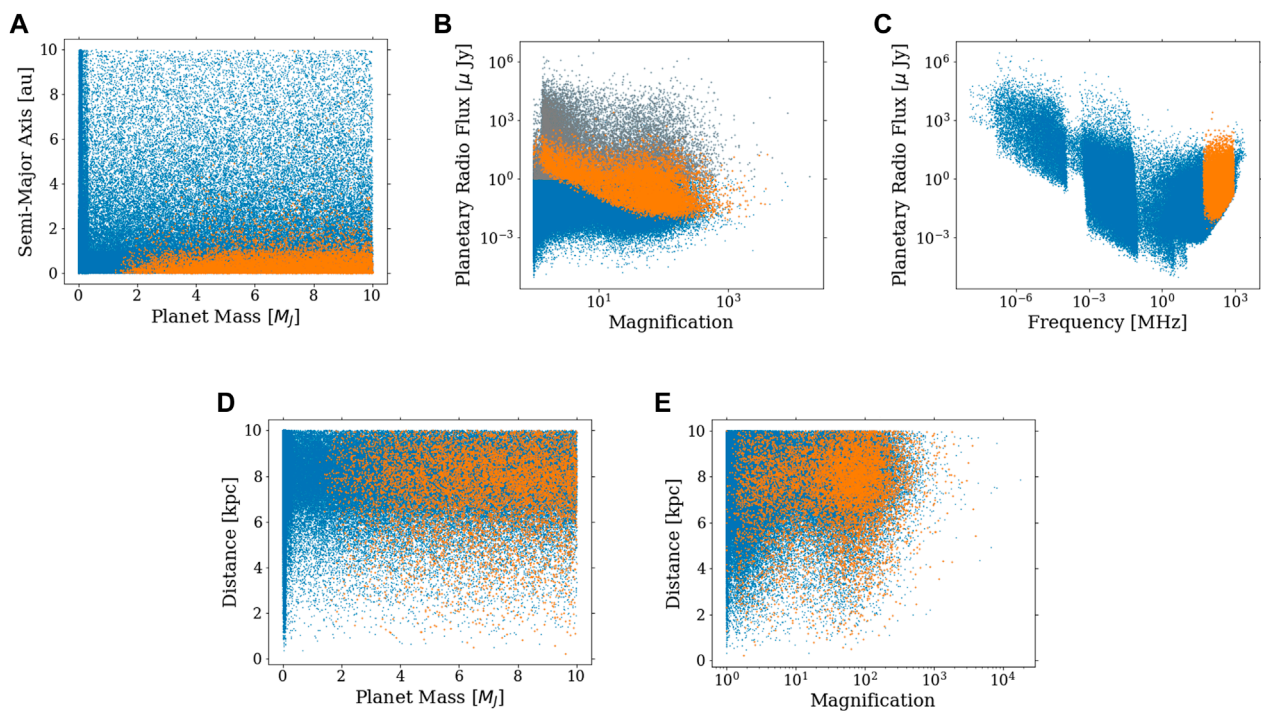 A
10
8
6
4
2
0
Semi-Major Axis [au]
0 2 4 6 8 10
Planet Mass [M_J]
B
10^6
10^3
10^0
10^−3
Planetary Radio Flux [μ Jy]
10^1 10^3
Magnification
C
10^6
10^3
10^0
10^−3
Planetary Radio Flux [μ Jy]
10^−6 10^−3 10^0 10^3
Frequency [MHz]
D
10
8
6
4
2
0
Distance [kpc]
0 2 4 6 8 10
Planet Mass [M_J]
E
10
8
6
4
2
0
Distance [kpc]
10^0 10^1 10^2 10^3 10^4
Magnification